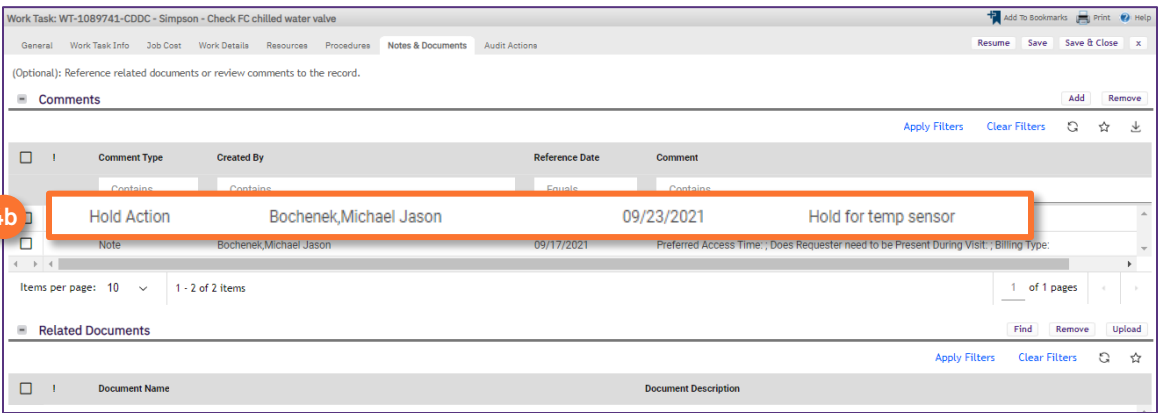 Work Task: WT-1089741-CDDC - Simpson - Check FC chilled water valve Add To Bookmarks Print Help
General Work Task Info Job Cost Work Details Resources Procedures Notes & Documents Audit Actions Resume Save Save & Close x
(Optional): Reference related documents or review comments to the record.
Comments Add Remove
Apply Filters Clear Filters
! Comment Type Created By Reference Date Comment
Contains Contains Equals Contains
4b Hold Action Bochenek,Michael Jason 09/23/2021 Hold for temp sensor
Note Bochenek,Michael Jason 09/17/2021 Preferred Access Time: ; Does Requester need to be Present During Visit: ; Billing Type:
Items per page: 10 1 - 2 of 2 items 1 of 1 pages
Related Documents Find Remove Upload
Apply Filters Clear Filters
! Document Name Document Description